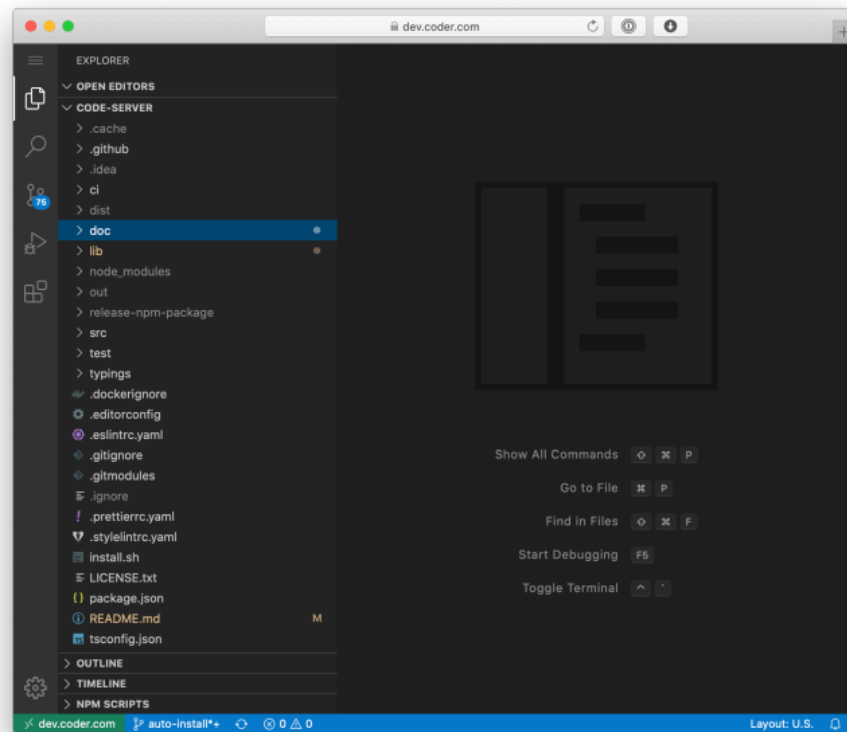 dev.coder.com
EXPLORER
OPEN EDITORS
CODE-SERVER
.cache
.github
.idea
ci
dist
doc
lib
node_modules
out
release-npm-package
src
test
typings
.dockerignore
.editorconfig
.eslintrc.yaml
.gitignore
.gitmodules
.ignore
.prettierrc.yaml
.stylelintrc.yaml
install.sh
LICENSE.txt
package.json
README.md M
tsconfig.json
OUTLINE
TIMELINE
NPM SCRIPTS
75
Show All Commands ⇧ ⌘ P
Go to File ⌘ P
Find in Files ⇧ ⌘ F
Start Debugging F5
Toggle Terminal ^ `
dev.coder.com auto-install*+ 0 0 Layout: U.S.